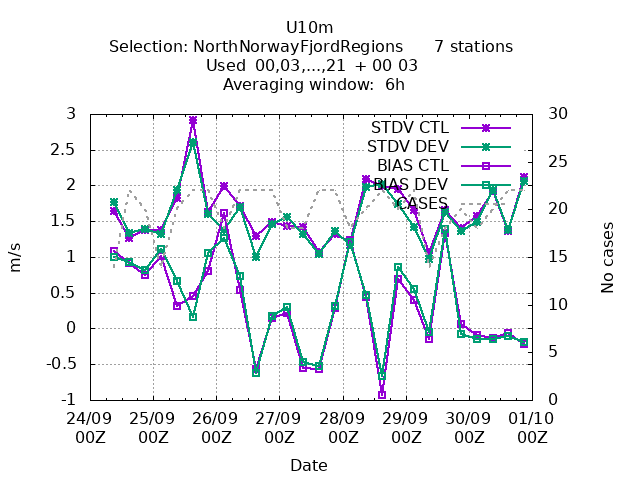 U10m
Selection: NorthNorwayFjordRegions 7 stations
Used 00,03,...,21 + 00 03
Averaging window: 6h
3
2.5
2
1.5
1
0.5
0
-0.5
-1
m/s
30
25
20
15
10
5
0
No cases
STDV CTL
STDV DEV
BIAS CTL
BIAS DEV
CASES
24/09 25/09 26/09 27/09 28/09 29/09 30/09 01/10
00Z 00Z 00Z 00Z 00Z 00Z 00Z 00Z
Date